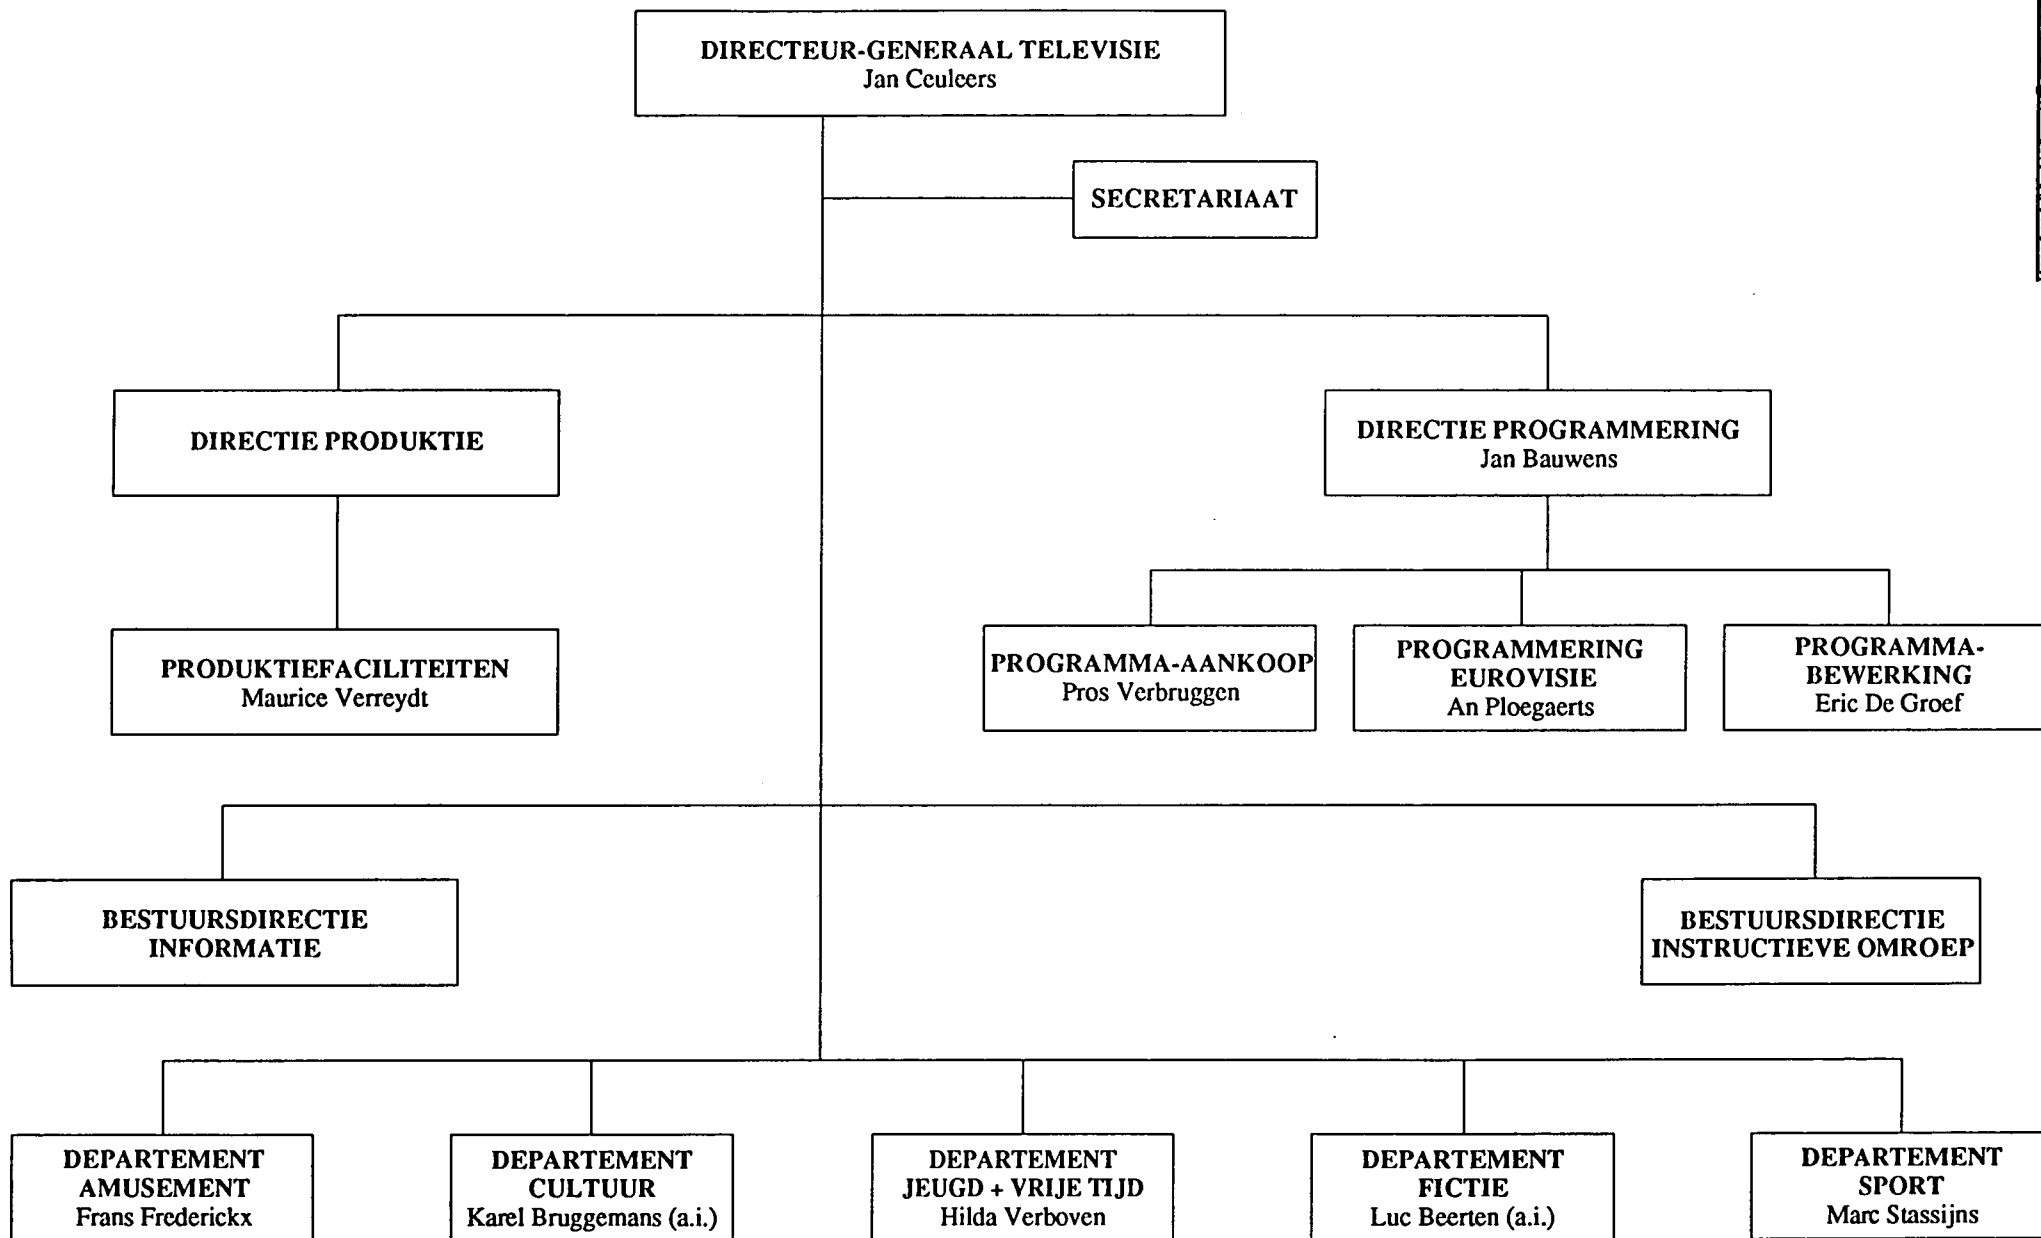 DIRECTEUR-GENERAAL TELEVISIE
Jan Ceuleers
SECRETARIAAT
DIRECTIE PRODUKTIE
DIRECTIE PROGRAMMERING
Jan Bauwens
PRODUKTIEFACILITEITEN
Maurice Verreydt
PROGRAMMA-AANKOOP
Pros Verbruggen
PROGRAMMERING
EUROVISIE
An Ploegaerts
PROGRAMMA-
BEWERKING
Eric De Groef
BESTUURSDIRECTIE
INFORMATIE
BESTUURSDIRECTIE
INSTRUCTIEVE OMROEP
DEPARTEMENT
AMUSEMENT
Frans Frederickx
DEPARTEMENT
CULTUUR
Karel Bruggemans (a.i.)
DEPARTEMENT
JEUGD + VRIJE TIJD
Hilda Verboven
DEPARTEMENT
FICTIE
Luc Beerten (a.i.)
DEPARTEMENT
SPORT
Marc Stassijns